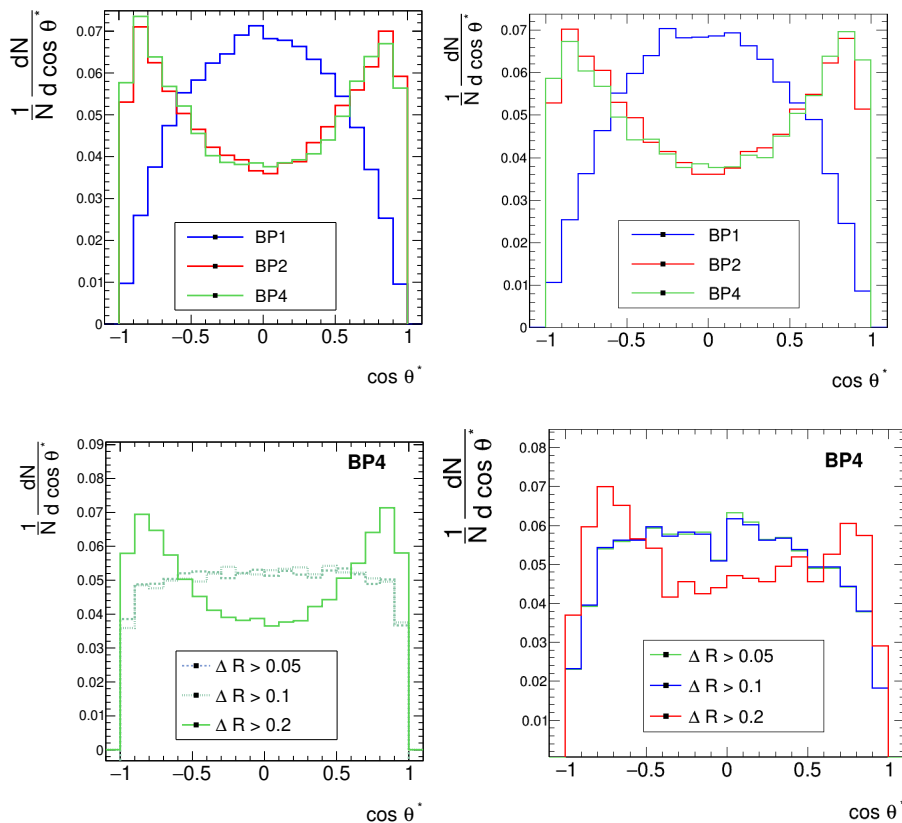 1/N dN/d cos θ*
0.07
0.06
0.05
0.04
0.03
0.02
0.01
0
BP1
BP2
BP4
−1 −0.5 0 0.5 1
cos θ*
1/N dN/d cos θ*
0.07
0.06
0.05
0.04
0.03
0.02
0.01
0
BP1
BP2
BP4
−1 −0.5 0 0.5 1
cos θ*
1/N dN/d cos θ*
BP4
0.09
0.08
0.07
0.06
0.05
0.04
0.03
0.02
0.01
0
Δ R > 0.05
Δ R > 0.1
Δ R > 0.2
−1 −0.5 0 0.5 1
cos θ*
1/N dN/d cos θ*
BP4
0.08
0.07
0.06
0.05
0.04
0.03
0.02
0.01
Δ R > 0.05
Δ R > 0.1
Δ R > 0.2
−1 −0.5 0 0.5 1
cos θ*